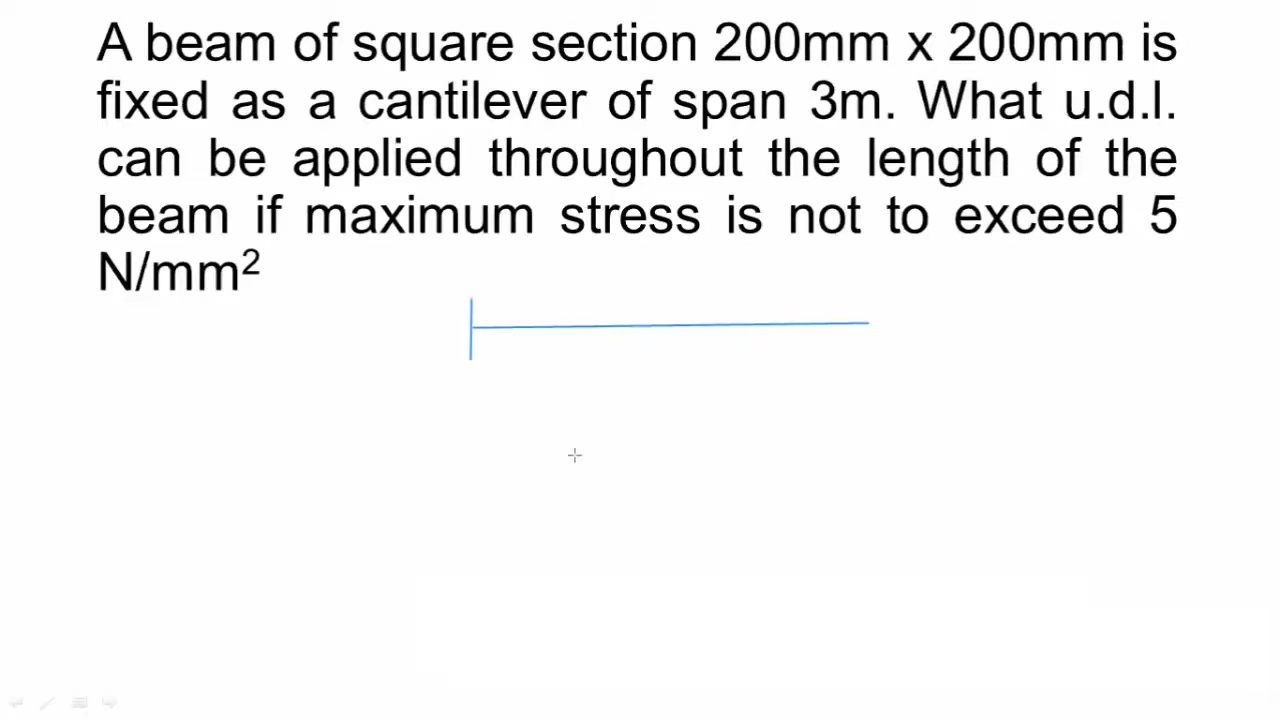 A beam of square section 200mm x 200mm is
fixed as a cantilever of span 3m. What u.d.l.
can be applied throughout the length of the
beam if maximum stress is not to exceed 5
N/mm²